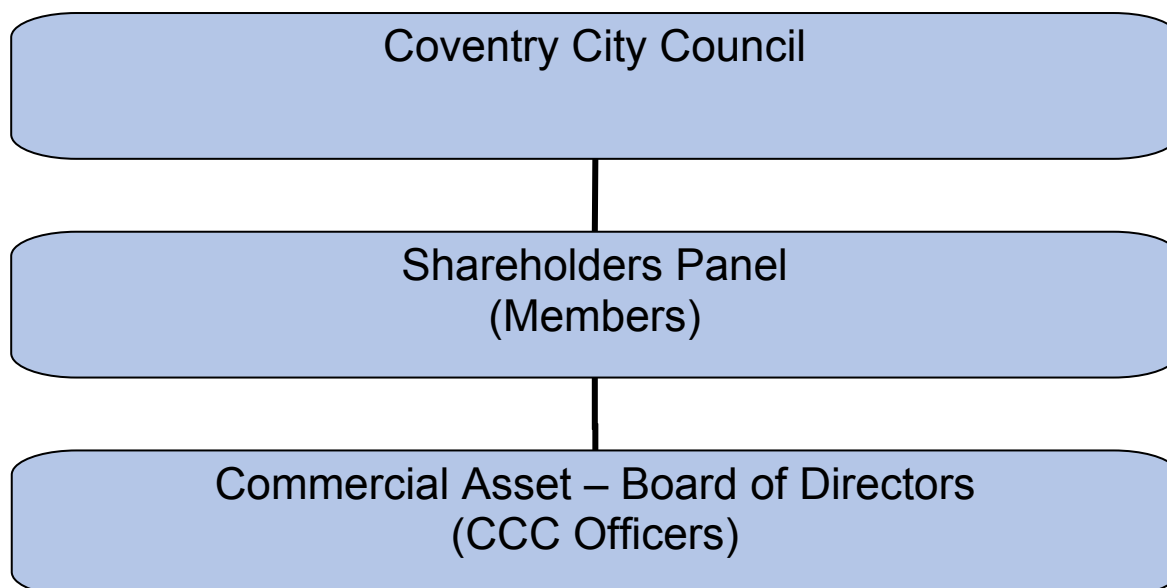 Coventry City Council
Shareholders Panel
(Members)
Commercial Asset – Board of Directors
(CCC Officers)